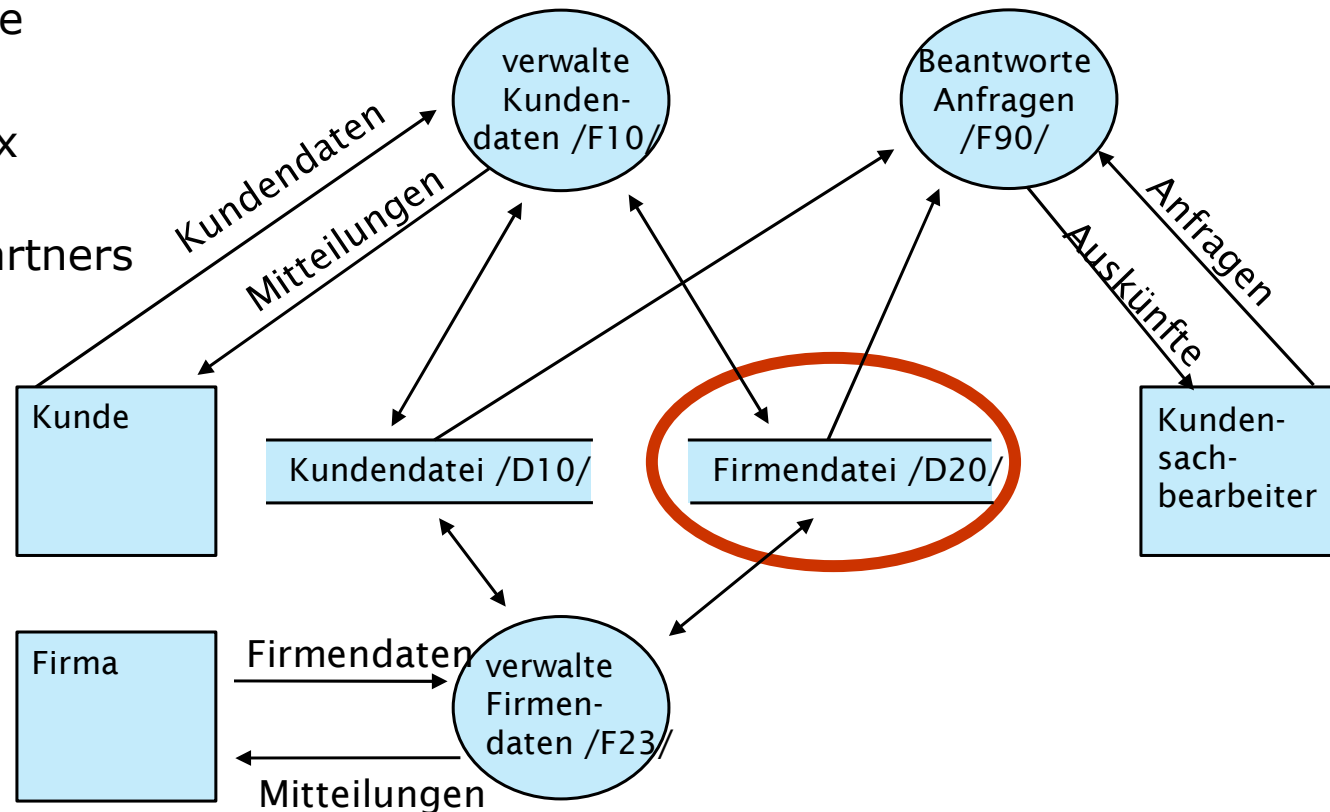 e
x
artners
verwalte
Kunden-
daten /F10/
Beantworte
Anfragen
/F90/
Kundendaten
Mitteilungen
Anfragen
Auskünfte
Kunde
Kundendatei /D10/
Firmendatei /D20/
Kunden-
sach-
bearbeiter
Firma
Firmendaten
verwalte
Firmen-
daten /F23/
Mitteilungen